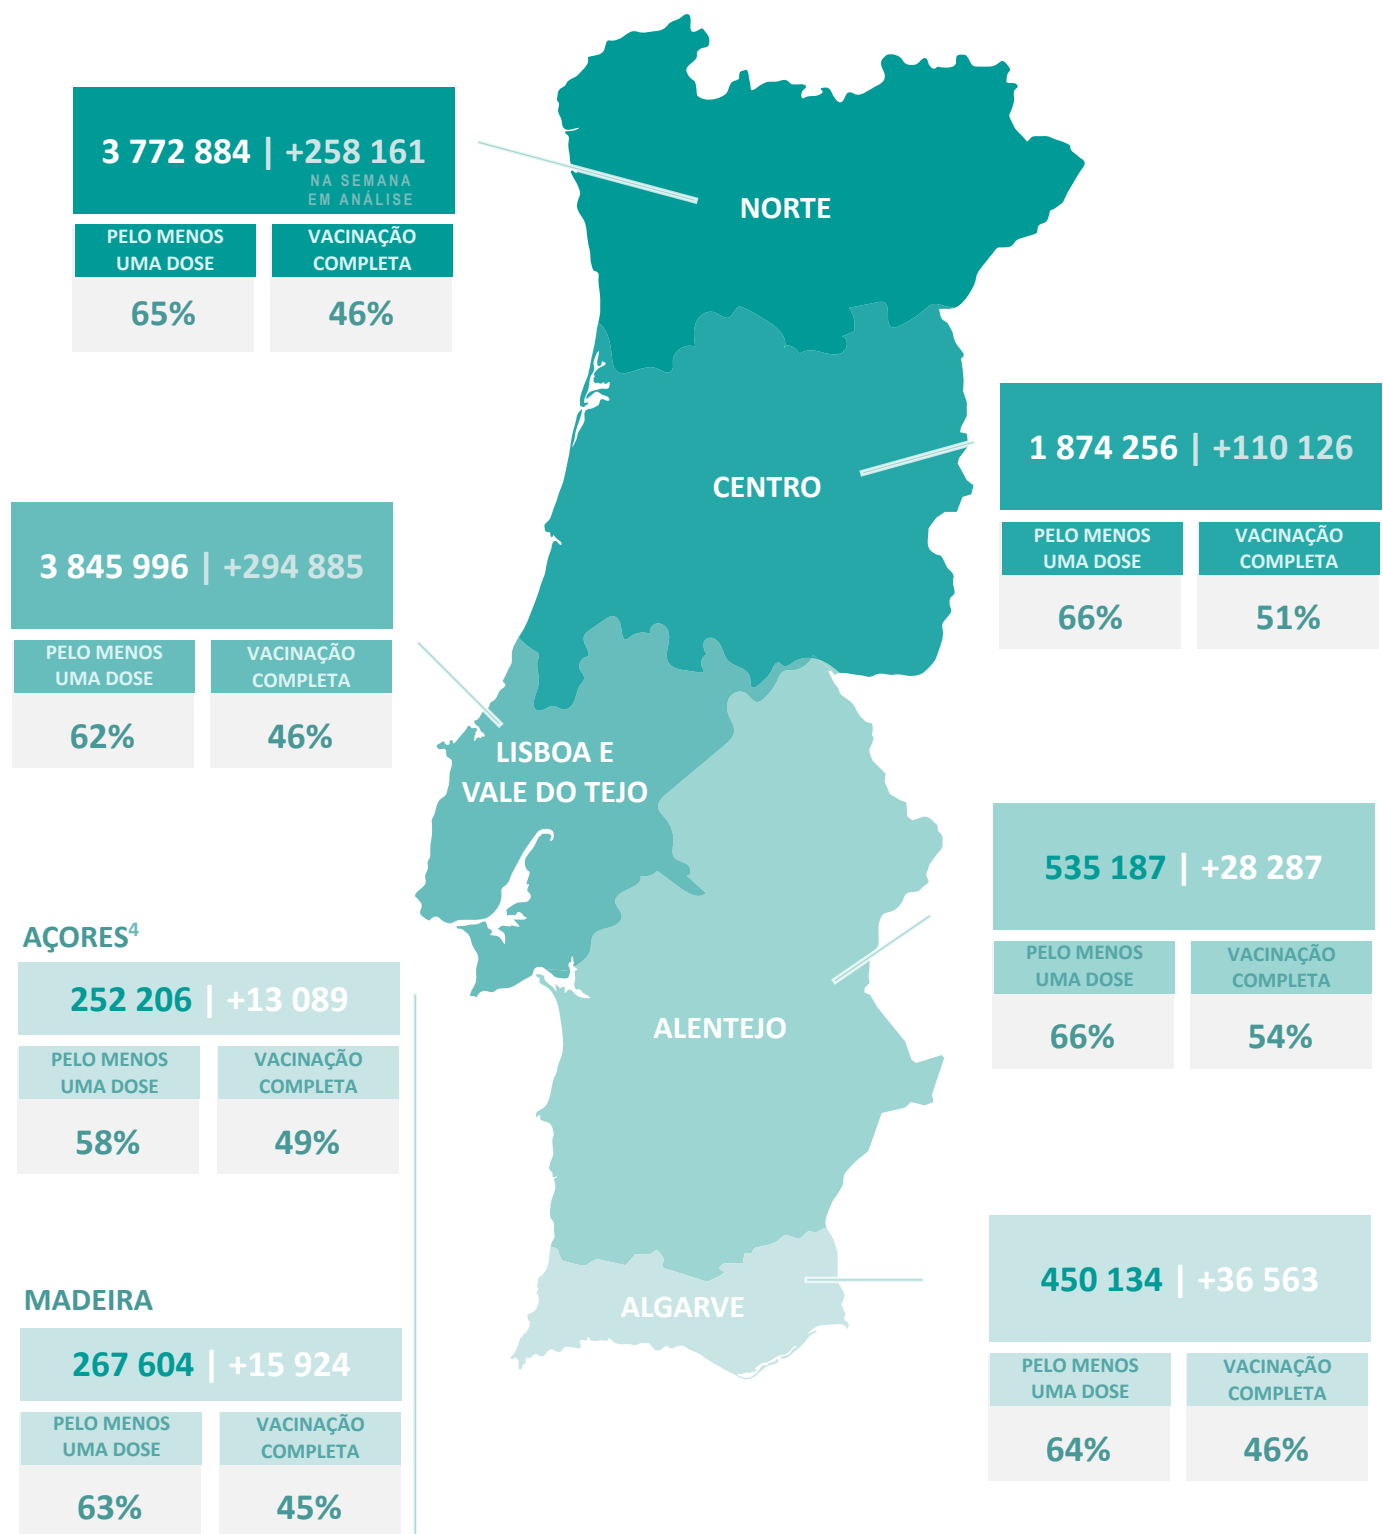 3 772 884 | +258 161
NA SEMANA
EM ANÁLISE
PELO MENOS
UMA DOSE
VACINAÇÃO
COMPLETA
65%
46%
NORTE
1 874 256 | +110 126
PELO MENOS
UMA DOSE
VACINAÇÃO
COMPLETA
66%
51%
CENTRO
3 845 996 | +294 885
PELO MENOS
UMA DOSE
VACINAÇÃO
COMPLETA
62%
46%
LISBOA E
VALE DO TEJO
535 187 | +28 287
PELO MENOS
UMA DOSE
VACINAÇÃO
COMPLETA
66%
54%
ALENTEJO
AÇORES⁴
252 206 | +13 089
PELO MENOS
UMA DOSE
VACINAÇÃO
COMPLETA
58%
49%
450 134 | +36 563
PELO MENOS
UMA DOSE
VACINAÇÃO
COMPLETA
64%
46%
ALGARVE
MADEIRA
267 604 | +15 924
PELO MENOS
UMA DOSE
VACINAÇÃO
COMPLETA
63%
45%